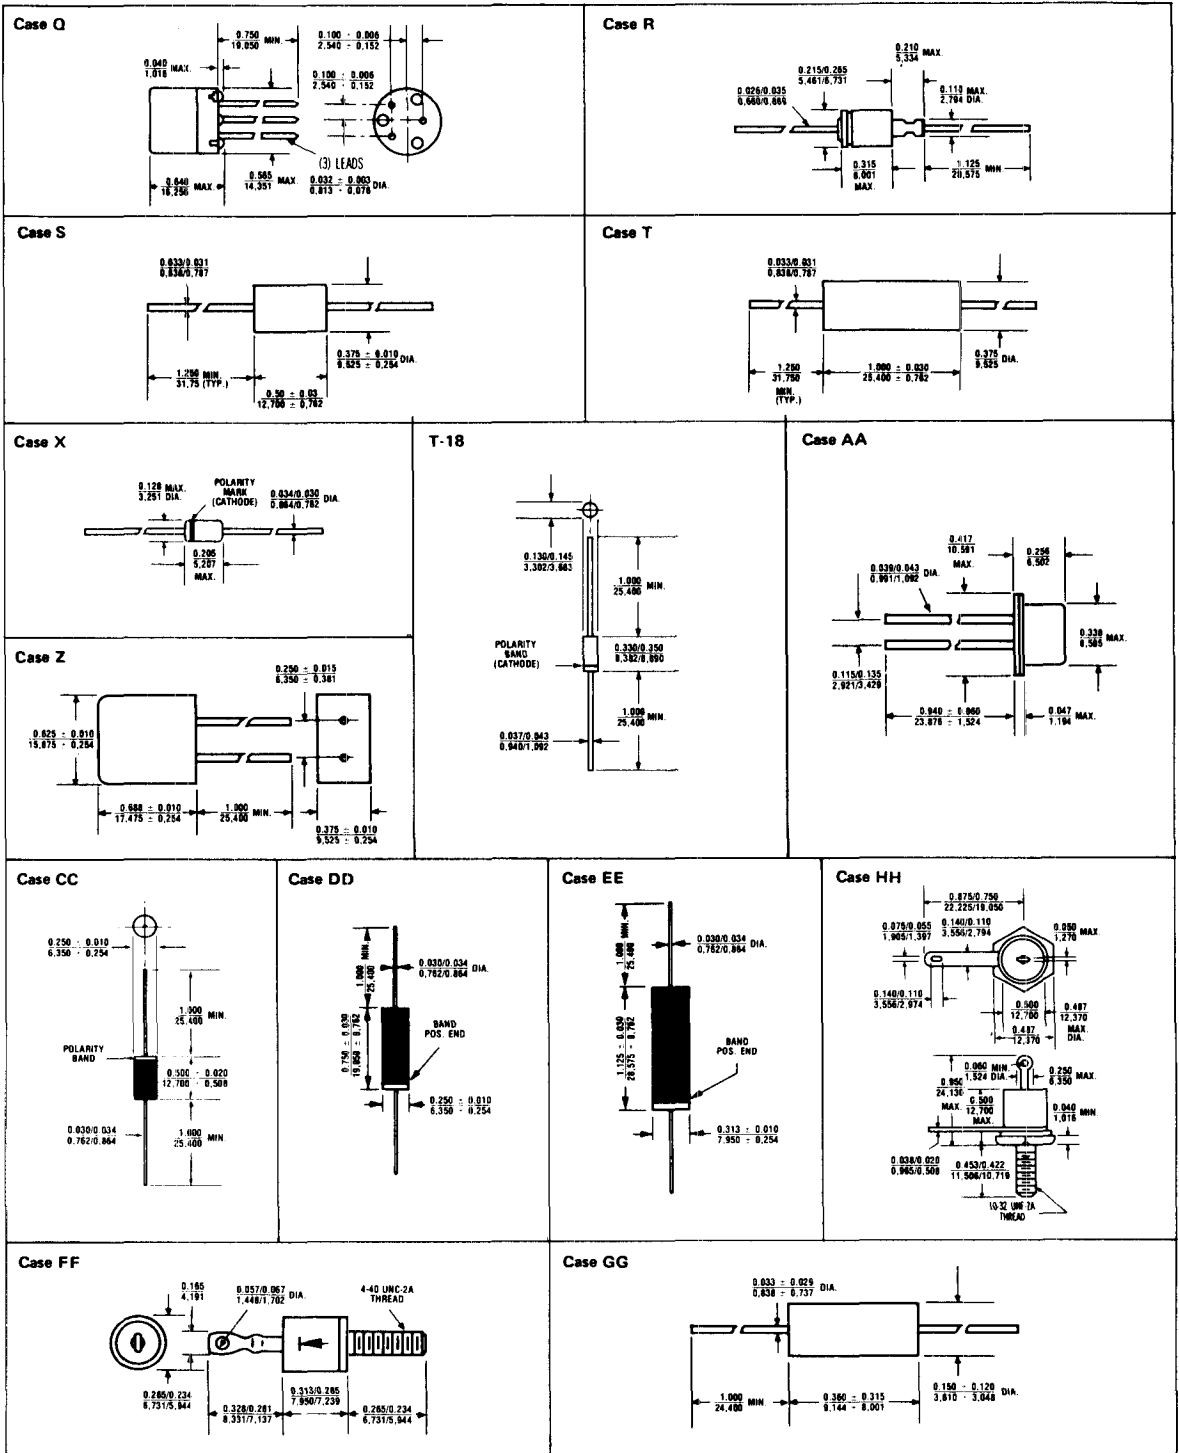 Case Q
0.750 MIN.
19,050
0.100 ± 0.006
2,540 ± 0,152
0.040 MAX.
1,016
0.100 ± 0.006
2,540 ± 0,152
(3) LEADS
0.640 MAX.
16,256
0.565 MAX.
14,351
0.032 ± 0.003 DIA.
0,813 ± 0,076
Case R
0.210 MAX.
5,334
0.215/0.265
5,461/6,731
0.026/0.035
0,660/0,889
0.110 MAX.
2,794 DIA.
0.315
8,001
MAX.
1.125 MIN
28,575
Case S
0.033/0.031
0,838/0,787
0.375 ± 0.010 DIA.
9,525 ± 0,254
1.250 MIN.
31,75 (TYP.)
0.50 ± 0.03
12,700 ± 0,762
Case T
0.033/0.031
0,838/0,787
0.375 DIA.
9,525
1.250
31,750
MIN.
(TYP.)
1.000 ± 0.030
25,400 ± 0,762
Case X
0.128 MAX.
3,251 DIA.
POLARITY
MARK
(CATHODE)
0.034/0.030 DIA.
0,864/0,762
0.205
5,207
MAX.
T-18
0.130/0.145
3,302/3,683
1.000 MIN.
25,400
POLARITY
BAND
(CATHODE)
0.330/0.350
8,382/8,890
1.000 MIN.
25,400
0.037/0.043
0,940/1,092
Case AA
0.417
10,591
MAX.
0.256
6,502
0.039/0.043 DIA.
0,991/1,092
0.338 MAX.
8,585
0.115/0.135
2,921/3,429
0.940 ± 0.060
23,876 ± 1,524
0.047 MAX.
1,194
Case Z
0.250 ± 0.015
6,350 ± 0,381
0.625 ± 0.010
15,875 ± 0,254
0.688 ± 0.010
17,475 ± 0,254
1.000 MIN.
25,400
0.375 ± 0.010
9,525 ± 0,254
Case CC
0.250 ± 0.010
6,350 ± 0,254
1.000 MIN.
25,400
POLARITY
BAND
0.500 ± 0.020
12,700 ± 0,508
0.030/0.034
0,762/0,864
1.000 MIN.
25,400
Case DD
1.000 MIN.
25,400
0.030/0.034 DIA.
0,762/0,864
0.750 ± 0.030
19,050 ± 0,762
BAND
POS. END
0.250 ± 0.010
6,350 ± 0,254
Case EE
1.000 MIN.
25,400
0.030/0.034 DIA.
0,762/0,864
1.125 ± 0.030
28,575 ± 0,762
BAND
POS. END
0.313 ± 0.010
7,950 ± 0,254
Case HH
0.875/0.750
22,225/19,050
0.075/0.055
1,905/1,397
0.140/0.110
3,556/2,794
0.050 MAX.
1,270
0.140/0.110
3,556/2,974
0.500
12,700
0.487
12,370
0.487
12,370
MAX.
DIA.
0.060 MIN.
1,524 DIA.
0.250 MAX.
6,350
0.950
24,130
MAX.
0.500
12,700
MAX.
0.040 MIN.
1,016
0.038/0.020
0,965/0,508
0.453/0.422
11,506/10,719
10-32 UNF-2A
THREAD
Case FF
0.165
4,191
0.057/0.067 DIA.
1,448/1,702
4-40 UNC-2A
THREAD
0.265/0.234
6,731/5,944
0.328/0.281
8,331/7,137
0.313/0.285
7,950/7,239
0.265/0.234
6,731/5,944
Case GG
0.033 ± 0.029 DIA.
0,838 ± 0,737
1.000 MIN.
24,400
0.360 ± 0.315
9,144 ± 8,001
0.150 - 0.120 DIA.
3,810 - 3,048